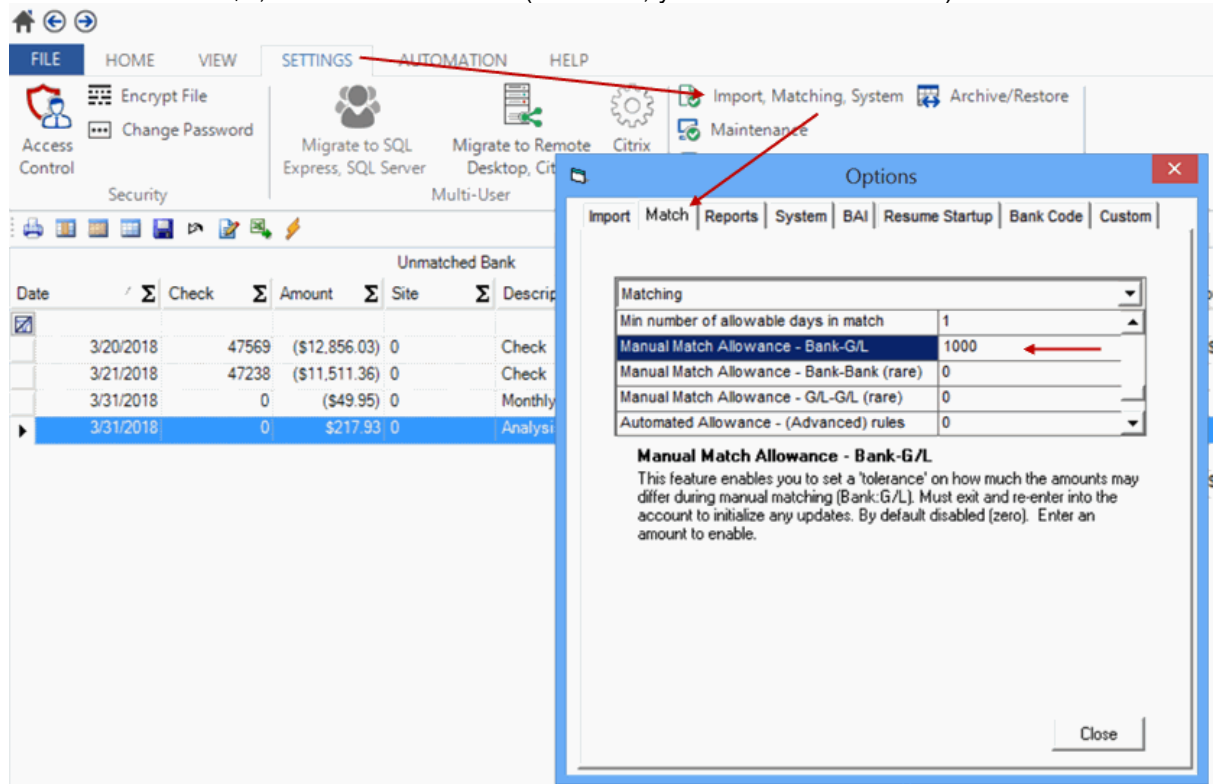 FILE HOME VIEW SETTINGS AUTOMATION HELP
Access Control
Encrypt File
Change Password
Security
Migrate to SQL
Express, SQL Server
Migrate to Remote
Desktop, Cit
Multi-User
Citrix
Import, Matching, System
Maintenance
Archive/Restore
Unmatched Bank
Date Σ Check Σ Amount Σ Site Σ Descrip
3/20/2018 47569 ($12,856.03) 0 Check
3/21/2018 47238 ($11,511.36) 0 Check
3/31/2018 0 ($49.95) 0 Monthly
3/31/2018 0 $217.93 0 Analysi
Options
Import Match Reports System BAI Resume Startup Bank Code Custom
Matching
Min number of allowable days in match 1
Manual Match Allowance - Bank-G/L 1000
Manual Match Allowance - Bank-Bank (rare) 0
Manual Match Allowance - G/L-G/L (rare) 0
Automated Allowance - (Advanced) rules 0
Manual Match Allowance - Bank-G/L
This feature enables you to set a 'tolerance' on how much the amounts may
differ during manual matching (Bank:G/L). Must exit and re-enter into the
account to initialize any updates. By default disabled (zero). Enter an
amount to enable.
Close